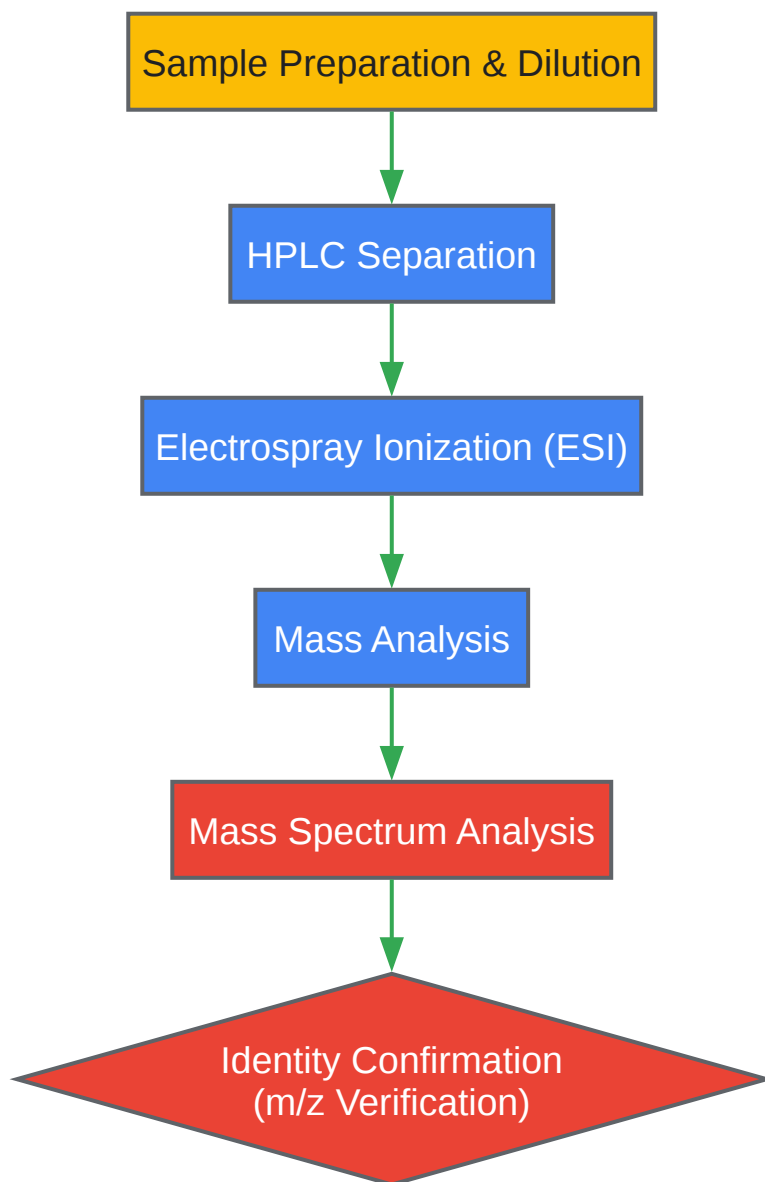 Sample Preparation & Dilution
HPLC Separation
Electrospray Ionization (ESI)
Mass Analysis
Mass Spectrum Analysis
Identity Confirmation
(m/z Verification)